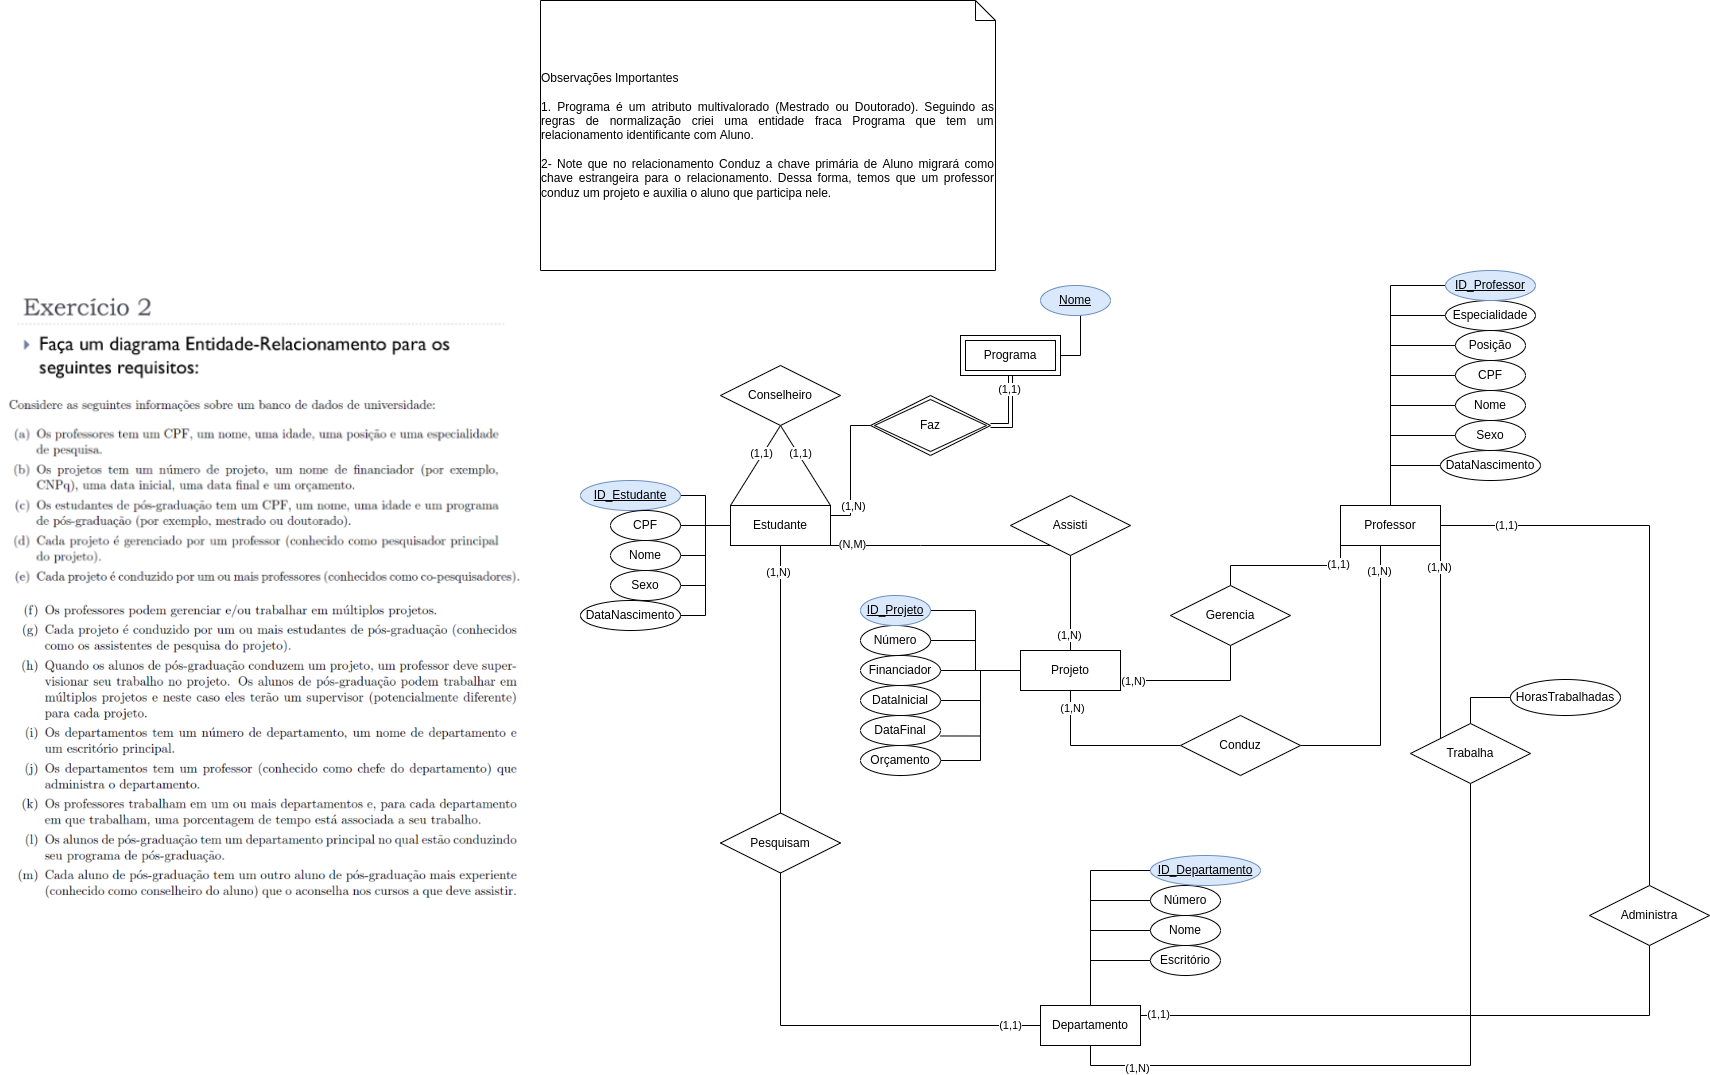 Observações Importantes
1. Programa é um atributo multivalorado (Mestrado ou Doutorado). Seguindo as
regras de normalização criei uma entidade fraca Programa que tem um
relacionamento identificante com Aluno.
2- Note que no relacionamento Conduz a chave primária de Aluno migrará como
chave estrangeira para o relacionamento. Dessa forma, temos que um professor
conduz um projeto e auxilia o aluno que participa nele.
Exercício 2
Faça um diagrama Entidade-Relacionamento para os
seguintes requisitos:
Considere as seguintes informações sobre um banco de dados de universidade:
(a) Os professores tem um CPF, um nome, uma idade, uma posição e uma especialidade
de pesquisa.
(b) Os projetos tem um número de projeto, um nome de financiador (por exemplo,
CNPq), uma data inicial, uma data final e um orçamento.
(c) Os estudantes de pós-graduação tem um CPF, um nome, uma idade e um programa
de pós-graduação (por exemplo, mestrado ou doutorado).
(d) Cada projeto é gerenciado por um professor (conhecido como pesquisador principal
do projeto).
(e) Cada projeto é conduzido por um ou mais professores (conhecidos como co-pesquisadores).
(f) Os professores podem gerenciar e/ou trabalhar em múltiplos projetos.
(g) Cada projeto é conduzido por um ou mais estudantes de pós-graduação (conhecidos
como os assistentes de pesquisa do projeto).
(h) Quando os alunos de pós-graduação conduzem um projeto, um professor deve super-
visionar seu trabalho no projeto. Os alunos de pós-graduação podem trabalhar em
múltiplos projetos e neste caso eles terão um supervisor (potencialmente diferente)
para cada projeto.
(i) Os departamentos tem um número de departamento, um nome de departamento e
um escritório principal.
(j) Os departamentos tem um professor (conhecido como chefe do departamento) que
administra o departamento.
(k) Os professores trabalham em um ou mais departamentos e, para cada departamento
em que trabalham, uma porcentagem de tempo está associada a seu trabalho.
(l) Os alunos de pós-graduação tem um departamento principal no qual estão conduzindo
seu programa de pós-graduação.
(m) Cada aluno de pós-graduação tem um outro aluno de pós-graduação mais experiente
(conhecido como conselheiro do aluno) que o aconselha nos cursos a que deve assistir.
Nome
Programa
(1,1)
Conselheiro
Faz
(1,1)
(1,1)
(1,N)
ID_Estudante
CPF
Nome
Sexo
DataNascimento
Estudante
(N,M)
(1,N)
Assisti
(1,N)
ID_Professor
Especialidade
Posição
CPF
Nome
Sexo
DataNascimento
Professor
(1,1)
(1,1)
(1,N)
(1,N)
Gerencia
ID_Projeto
Número
Financiador
DataInicial
DataFinal
Orçamento
Projeto
(1,N)
(1,N)
Conduz
HorasTrabalhadas
Trabalha
Pesquisam
ID_Departamento
Número
Nome
Escritório
Administra
Departamento
(1,1)
(1,1)
(1,N)